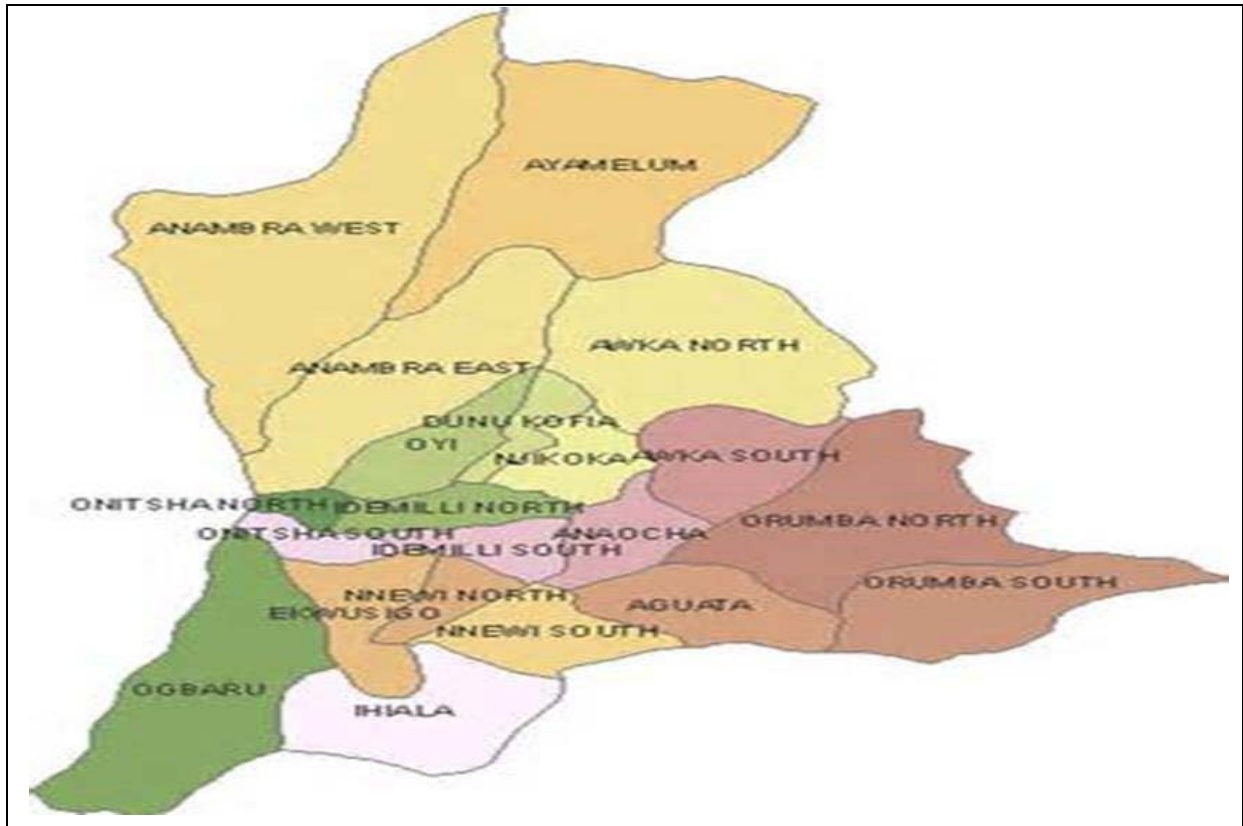 AYAMELUM
ANAMBRA WEST
AWKA NORTH
ANAMBRA EAST
DUNUKOFIA
OYI
NJIKOKA
AWKA SOUTH
ONITSHA NORTH
IDEMILLI NORTH
ORUMBA NORTH
ONITSHA SOUTH
ANAOCHA
IDEMILLI SOUTH
ORUMBA SOUTH
NNEWI NORTH
AGUATA
EKWUSIGO
NNEWI SOUTH
OGBARU
IHIALA